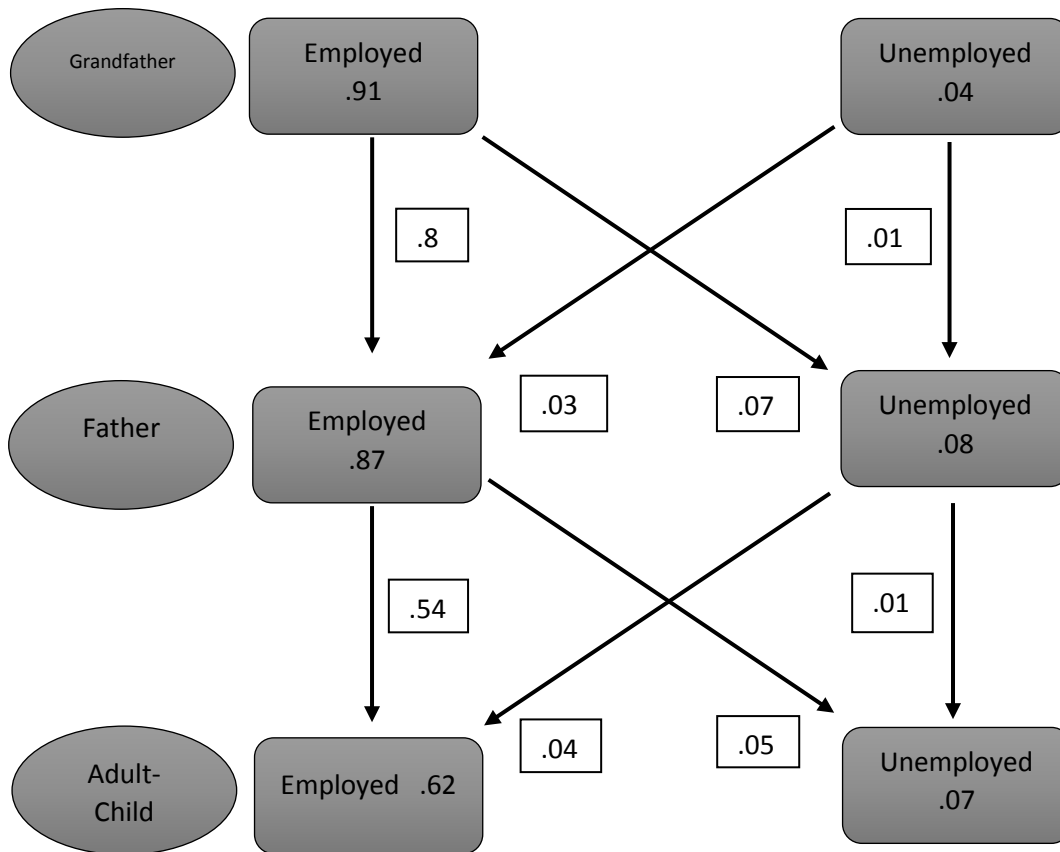 Grandfather
Employed
.91
Unemployed
.04
.8
.01
.03
.07
Father
Employed
.87
Unemployed
.08
.54
.01
.04
.05
Adult-
Child
Employed .62
Unemployed
.07